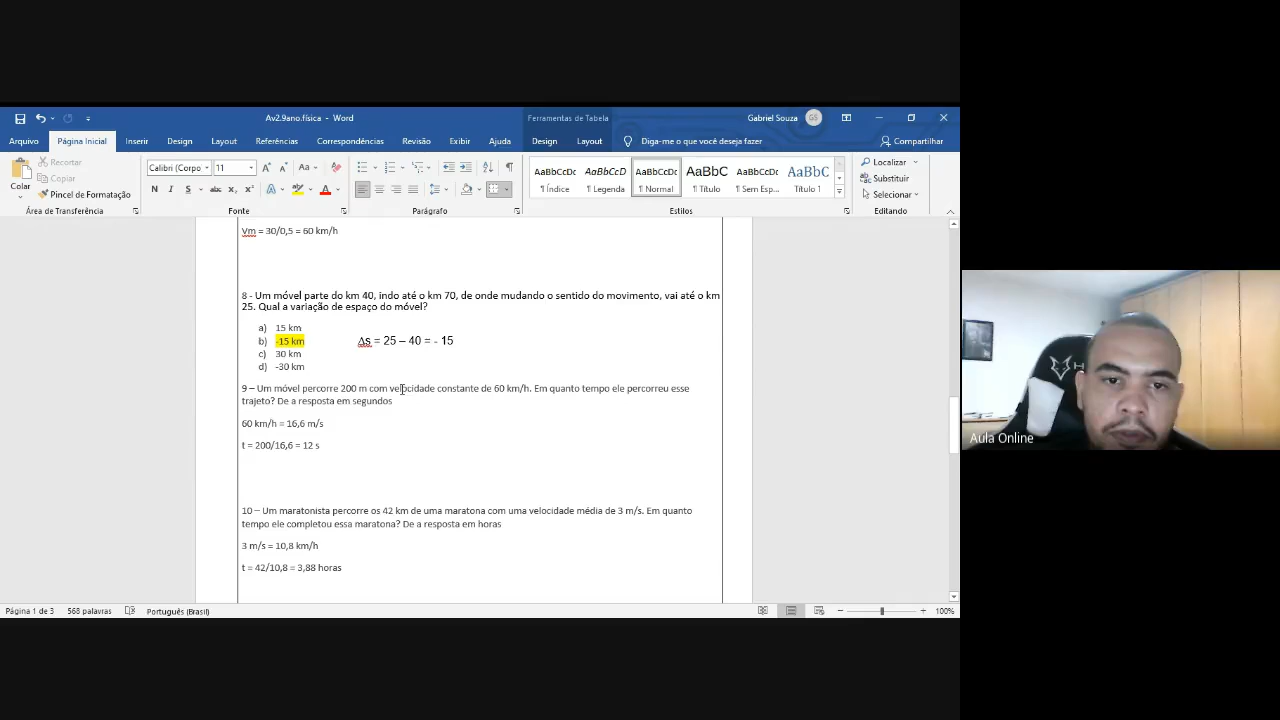 Av2.9ano.física - Word
Ferramentas de Tabela
Gabriel Souza
GS
Arquivo
Página Inicial
Inserir
Design
Layout
Referências
Correspondências
Revisão
Exibir
Ajuda
Design
Layout
Diga-me o que você deseja fazer
Compartilhar
Colar
Recortar
Copiar
Pincel de Formatação
Área de Transferência
Calibri (Corpo
11
Aa
N I S abc x₂ x²
Fonte
Parágrafo
AaBbCcDc AaBbCcD AaBbCcDc AaBbC AaBbCcDc AaBbC
¶ Índice ¶ Legenda ¶ Normal ¶ Título ¶ Sem Esp... Título 1
Estilos
Localizar
Substituir
Selecionar
Editando
Vm = 30/0,5 = 60 km/h
8 - Um móvel parte do km 40, indo até o km 70, de onde mudando o sentido do movimento, vai até o km
25. Qual a variação de espaço do móvel?
a) 15 km
b) -15 km ∆s = 25 – 40 = - 15
c) 30 km
d) -30 km
9 – Um móvel percorre 200 m com velocidade constante de 60 km/h. Em quanto tempo ele percorreu esse
trajeto? De a resposta em segundos
60 km/h = 16,6 m/s
t = 200/16,6 = 12 s
10 – Um maratonista percorre os 42 km de uma maratona com uma velocidade média de 3 m/s. Em quanto
tempo ele completou essa maratona? De a resposta em horas
3 m/s = 10,8 km/h
t = 42/10,8 = 3,88 horas
Página 1 de 3
568 palavras
Português (Brasil)
100%
Aula Online